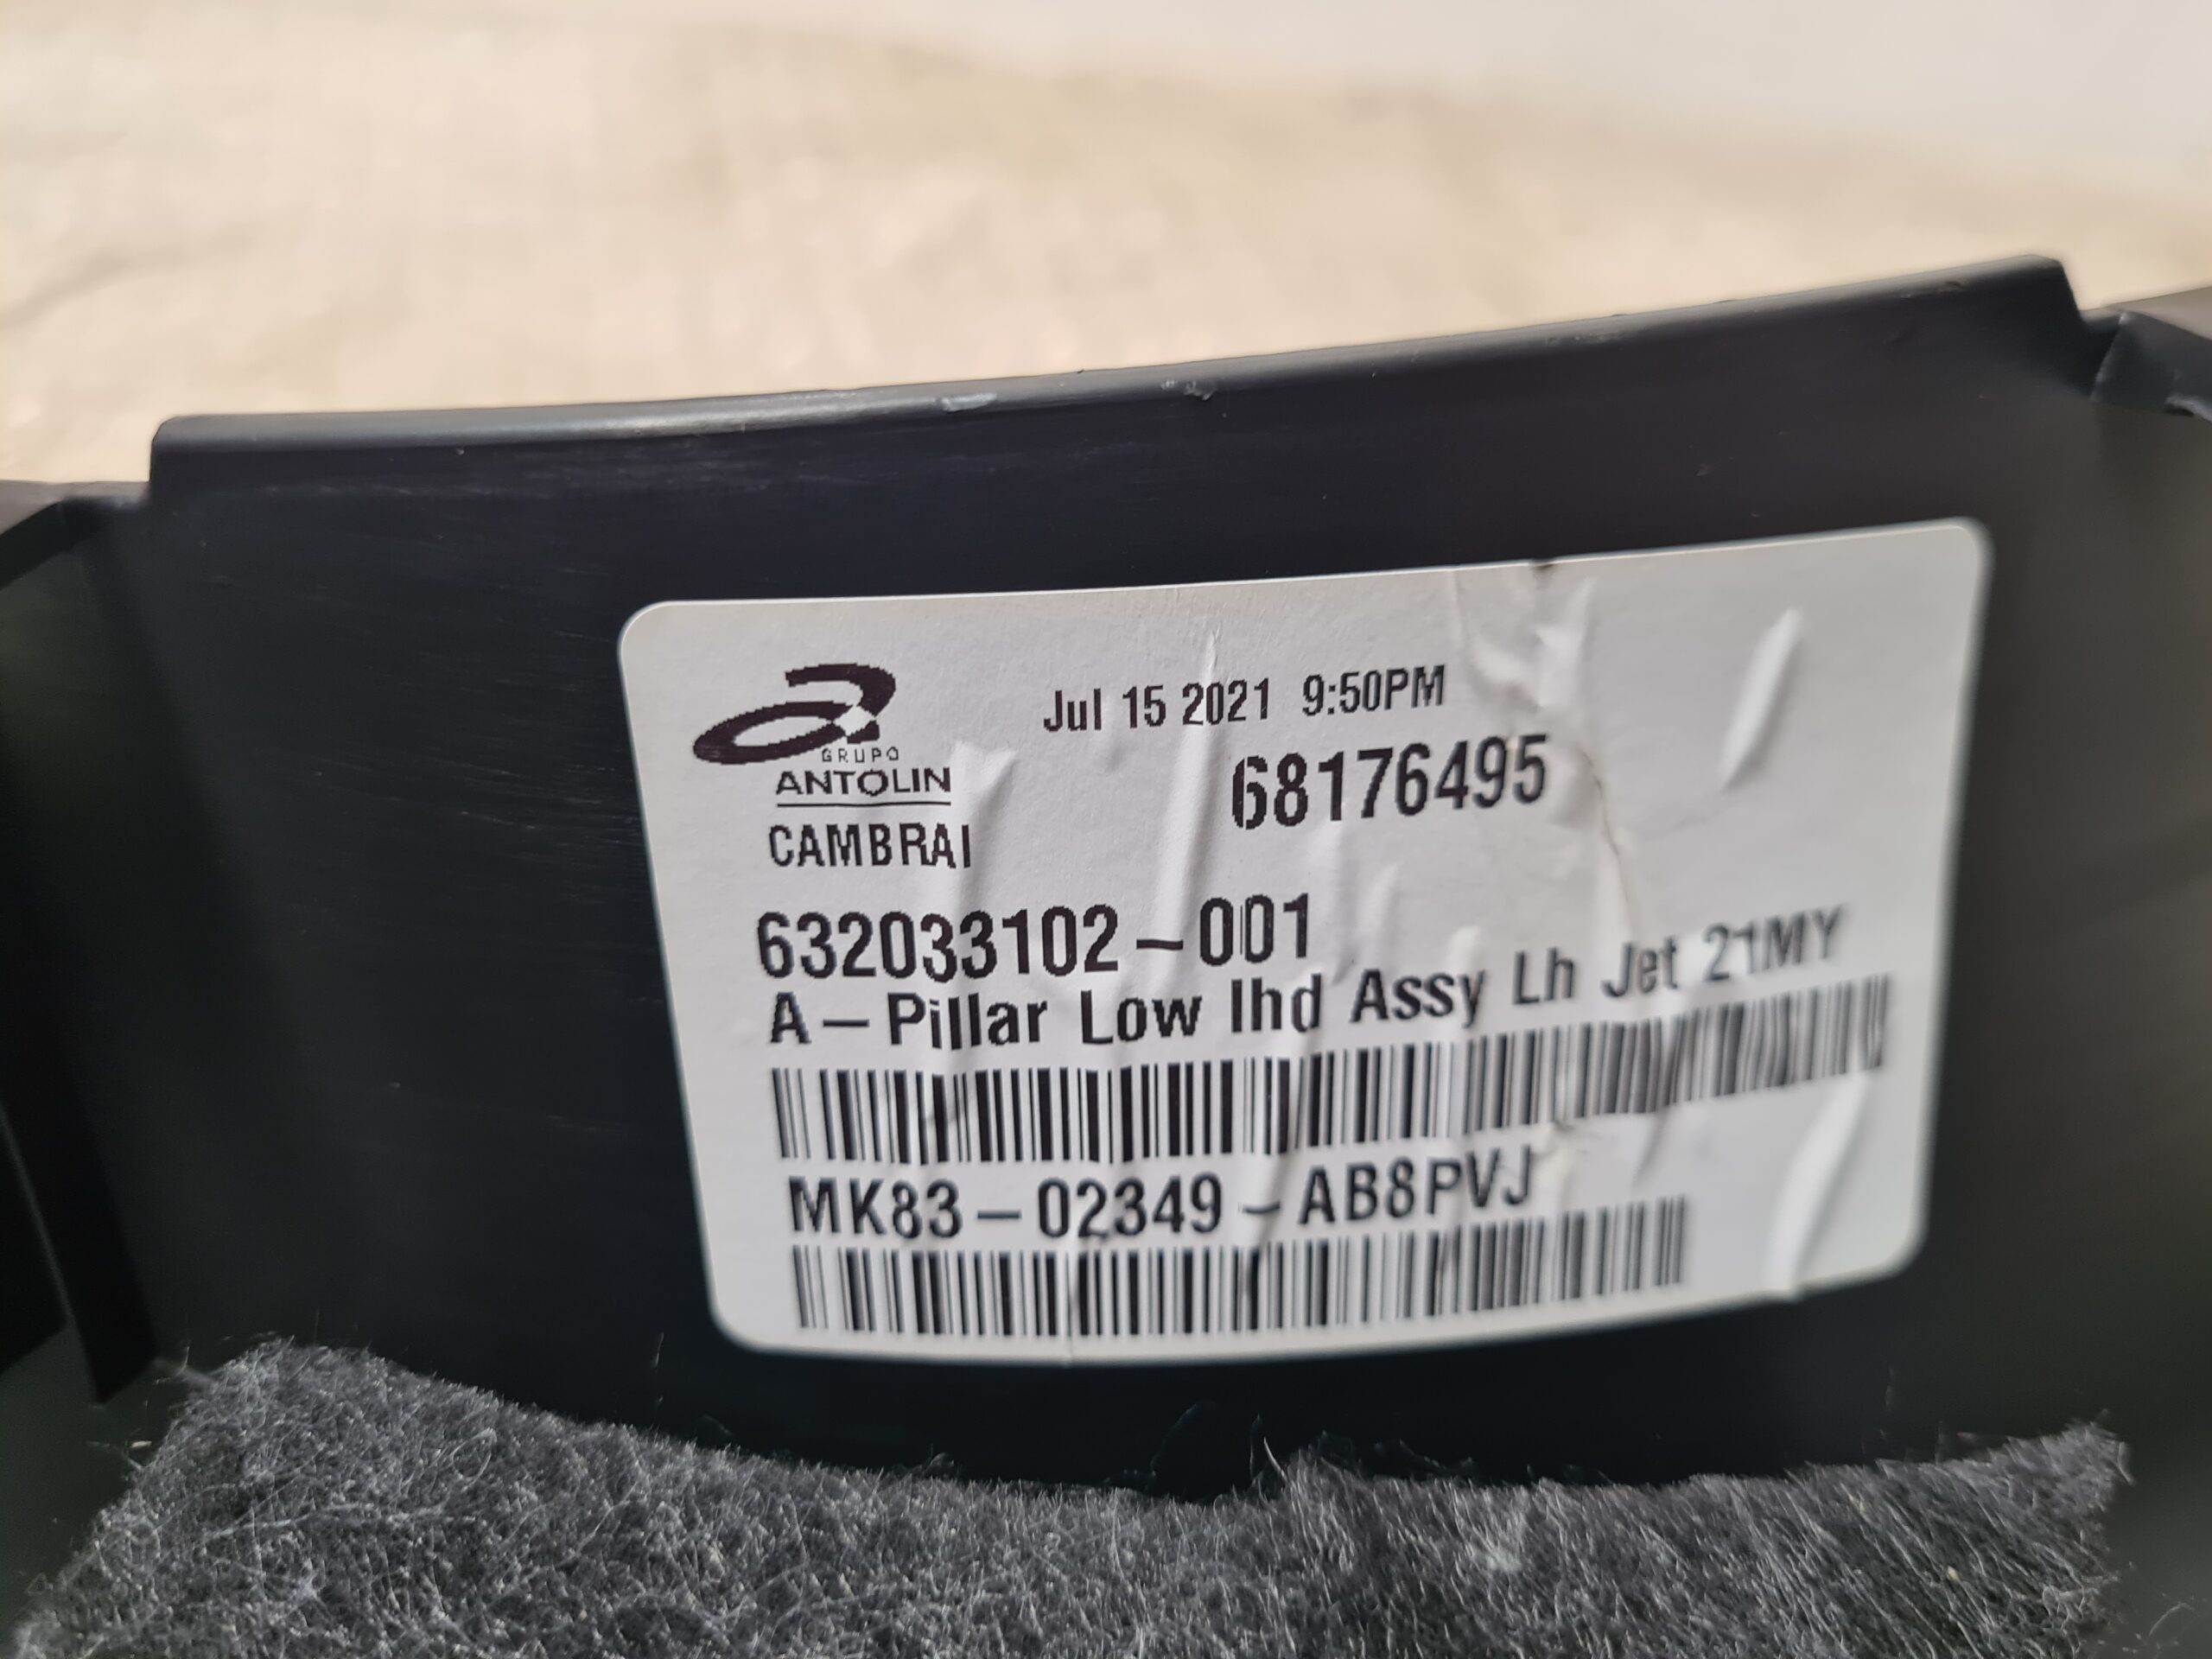 Jul 15 2021 9:50PM
GRUPO
ANTOLIN
68176495
CAMBRAI
632033102-001
A-Pillar Low lhd Assy Lh Jet 21MY
MK83-02349-AB8PVJ